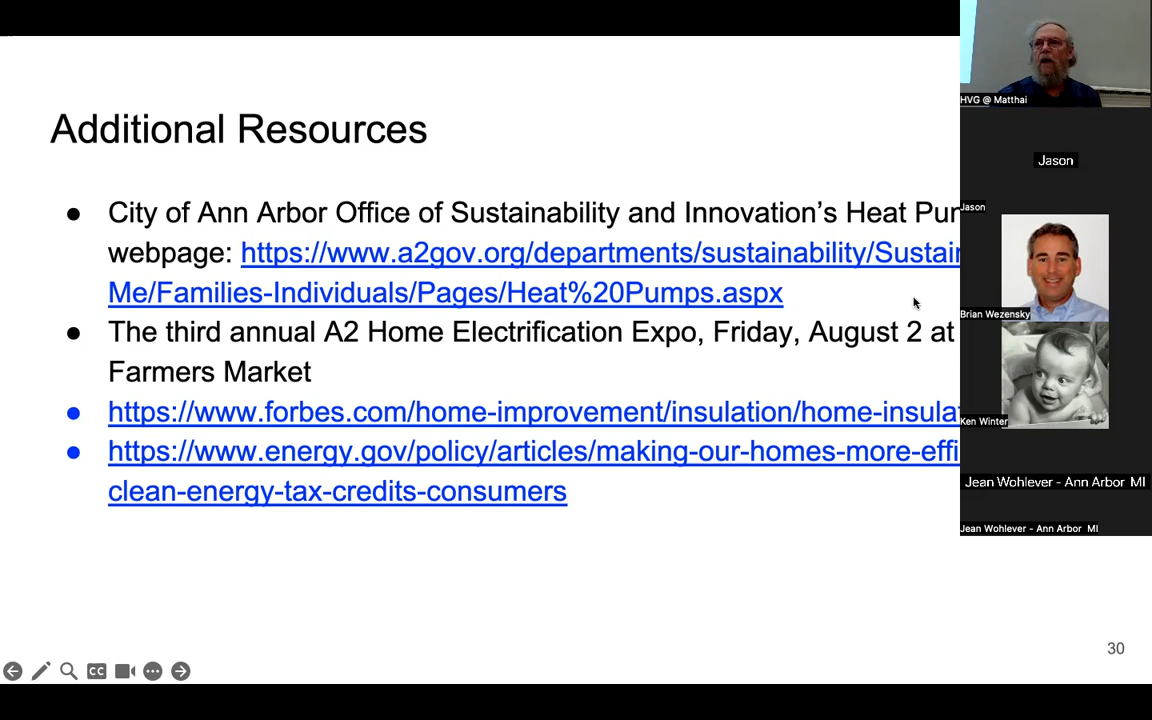 Additional Resources
City of Ann Arbor Office of Sustainability and Innovation's Heat
webpage: https://www.a2gov.org/departments/sustainability/
Me/Families-Individuals/Pages/Heat%20Pumps.aspx
The third annual A2 Home Electrification Expo, Friday, August 2 at
Farmers Market
https://www.forbes.com/home-improvement/insulation/home-insula
https://www.energy.gov/policy/articles/making-our-homes-more-effi
clean-energy-tax-credits-consumers
30
CC
HVG @ Matthai
Jason
Jason
Brian Wezensky
Ken Winter
Jean Wohlever - Ann Arbor MI
Jean Wohlever - Ann Arbor MI